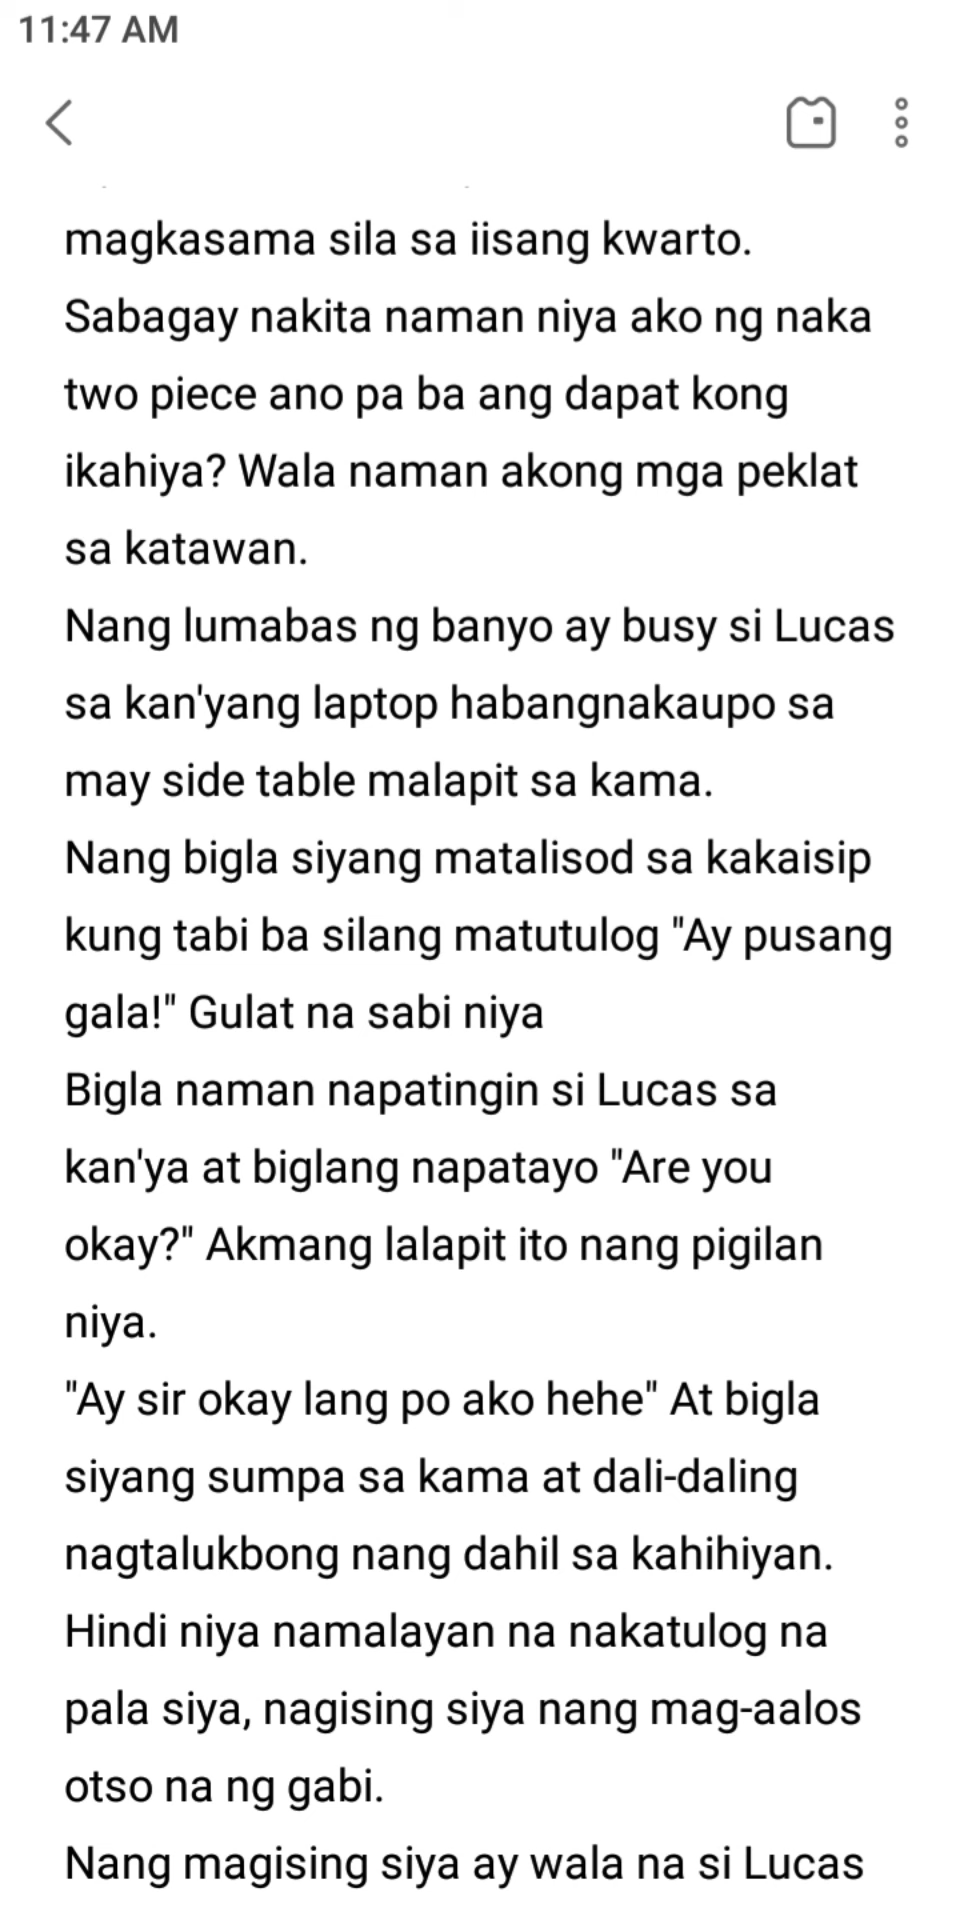 11:47 AM
magkasama sila sa iisang kwarto.
Sabagay nakita naman niya ako ng naka
two piece ano pa ba ang dapat kong
ikahiya? Wala naman akong mga peklat
sa katawan.
Nang lumabas ng banyo ay busy si Lucas
sa kan'yang laptop habangnakaupo sa
may side table malapit sa kama.
Nang bigla siyang matalisod sa kakaisip
kung tabi ba silang matutulog "Ay pusang
gala!" Gulat na sabi niya
Bigla naman napatingin si Lucas sa
kan'ya at biglang napatayo "Are you
okay?" Akmang lalapit ito nang pigilan
niya.
"Ay sir okay lang po ako hehe" At bigla
siyang sumpa sa kama at dali-daling
nagtalukbong nang dahil sa kahihiyan.
Hindi niya namalayan na nakatulog na
pala siya, nagising siya nang mag-aalos
otso na ng gabi.
Nang magising siya ay wala na si Lucas